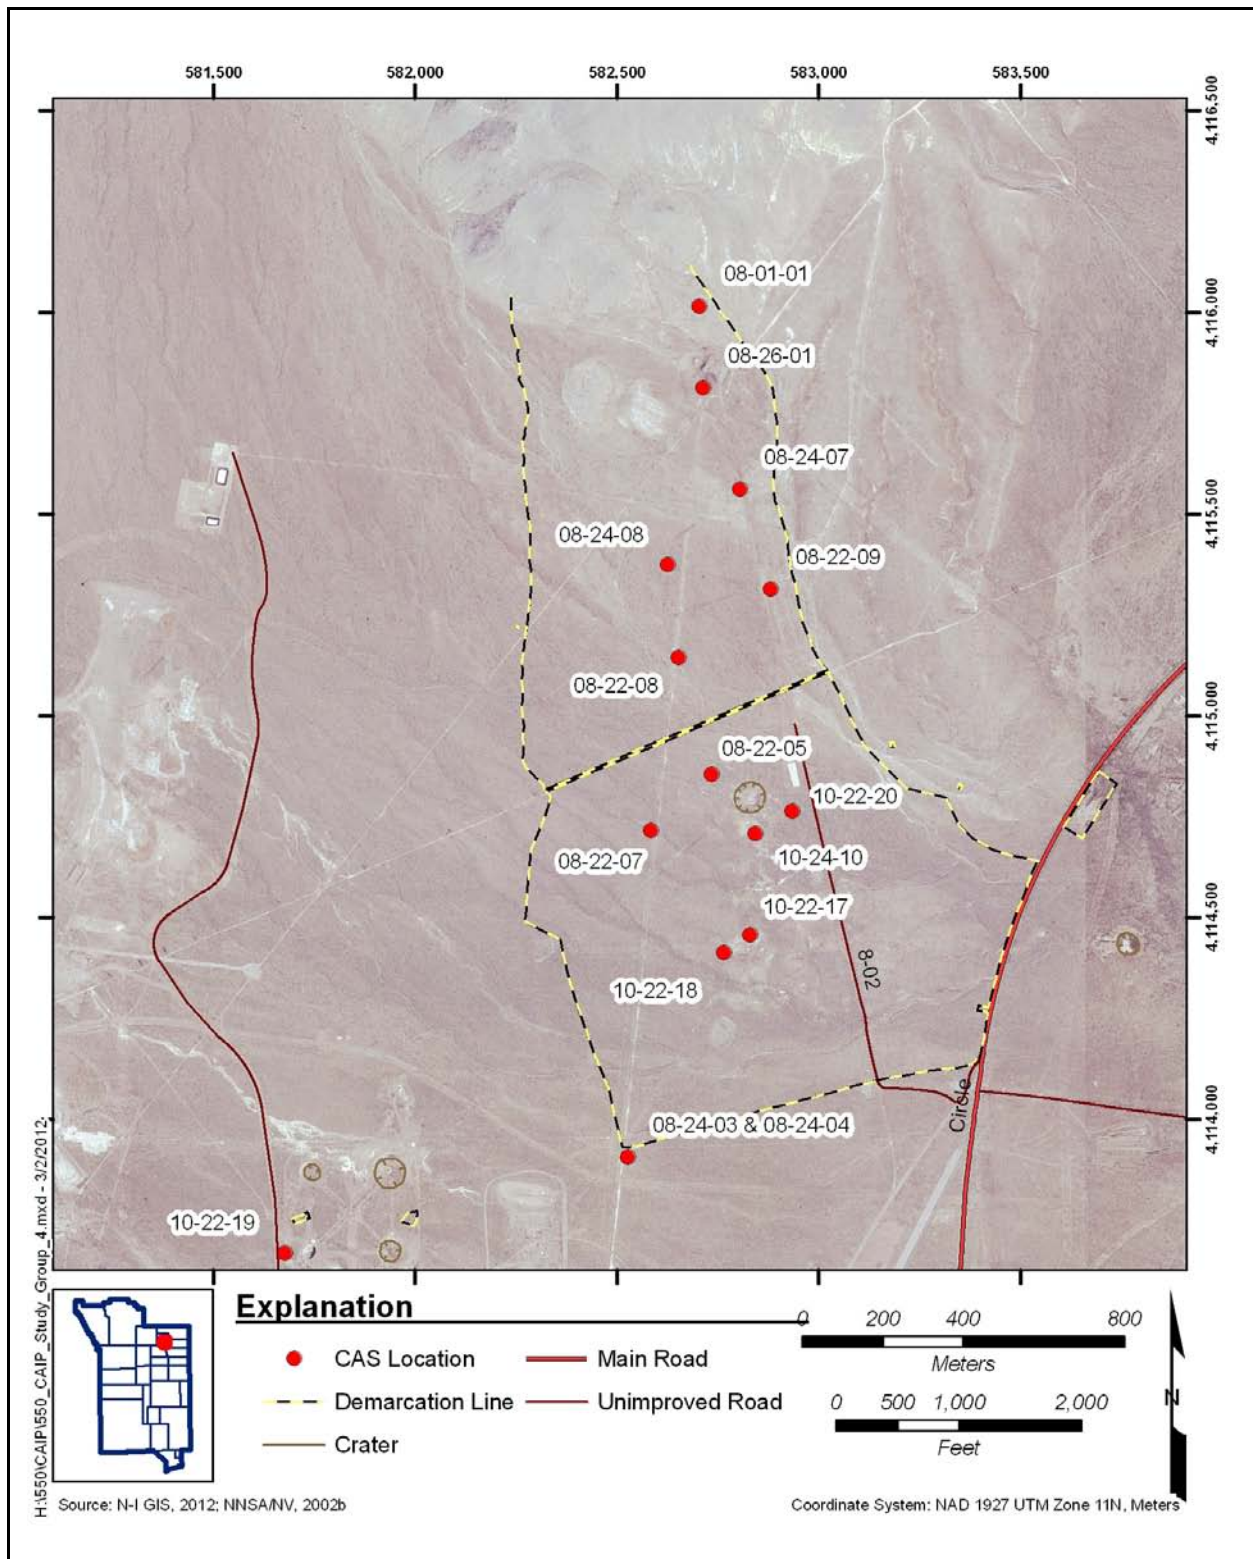 581,500 582,000 582,500 583,000 583,500
4,116,500
08-01-01
4,116,000
08-26-01
08-24-07
4,115,500
08-24-08
08-22-09
08-22-08
4,115,000
08-22-05
10-22-20
08-22-07
10-24-10
10-22-17
4,114,500
8-02
10-22-18
Circle
08-24-03 & 08-24-04
4,114,000
10-22-19
H:\550\CAIP\550_CAIP_Study_Group_4.mxd - 3/2/2012
Explanation
CAS Location
Main Road
Demarcation Line
Unimproved Road
Crater
0 200 400 800
Meters
0 500 1,000 2,000
Feet
N
Source: N-I GIS, 2012; NNSA/NV, 2002b
Coordinate System: NAD 1927 UTM Zone 11N, Meters